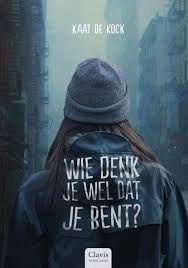 KAAT DE KOCK
WIE DENK
JE WEL DAT
JE BENT?
Clavis